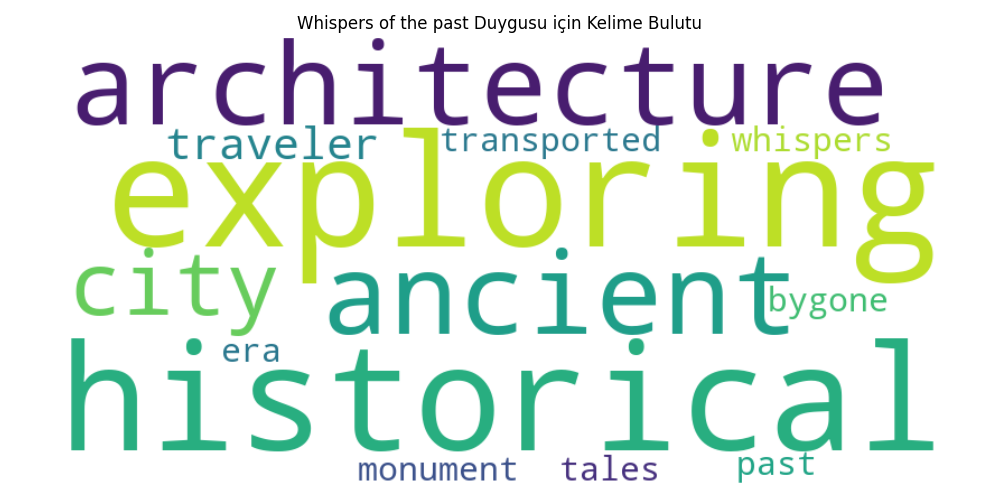 Whispers of the past Duygusu için Kelime Bulutu
architecture
traveler transported whispers
exploring
city ancient bygone
era
historical
monument tales past